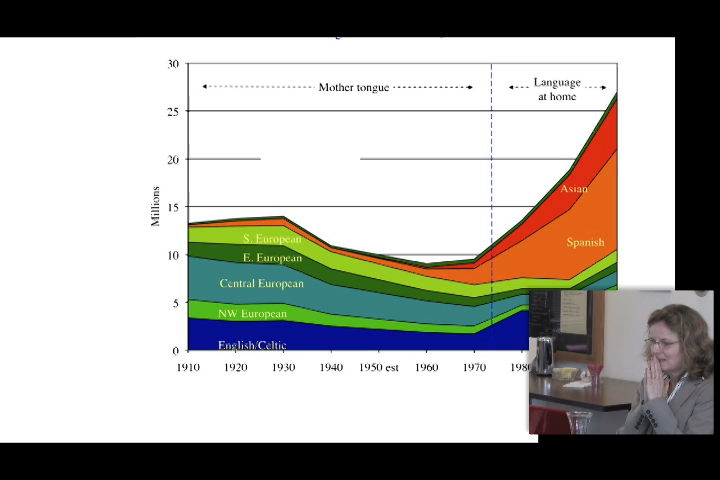 30
Mother tongue
Language
at home
25
20
15
Asian
Millions
S. European
Spanish
10
E. European
Central European
5
NW European
English/Celtic
0
1910 1920 1930 1940 1950 est 1960 1970 1980